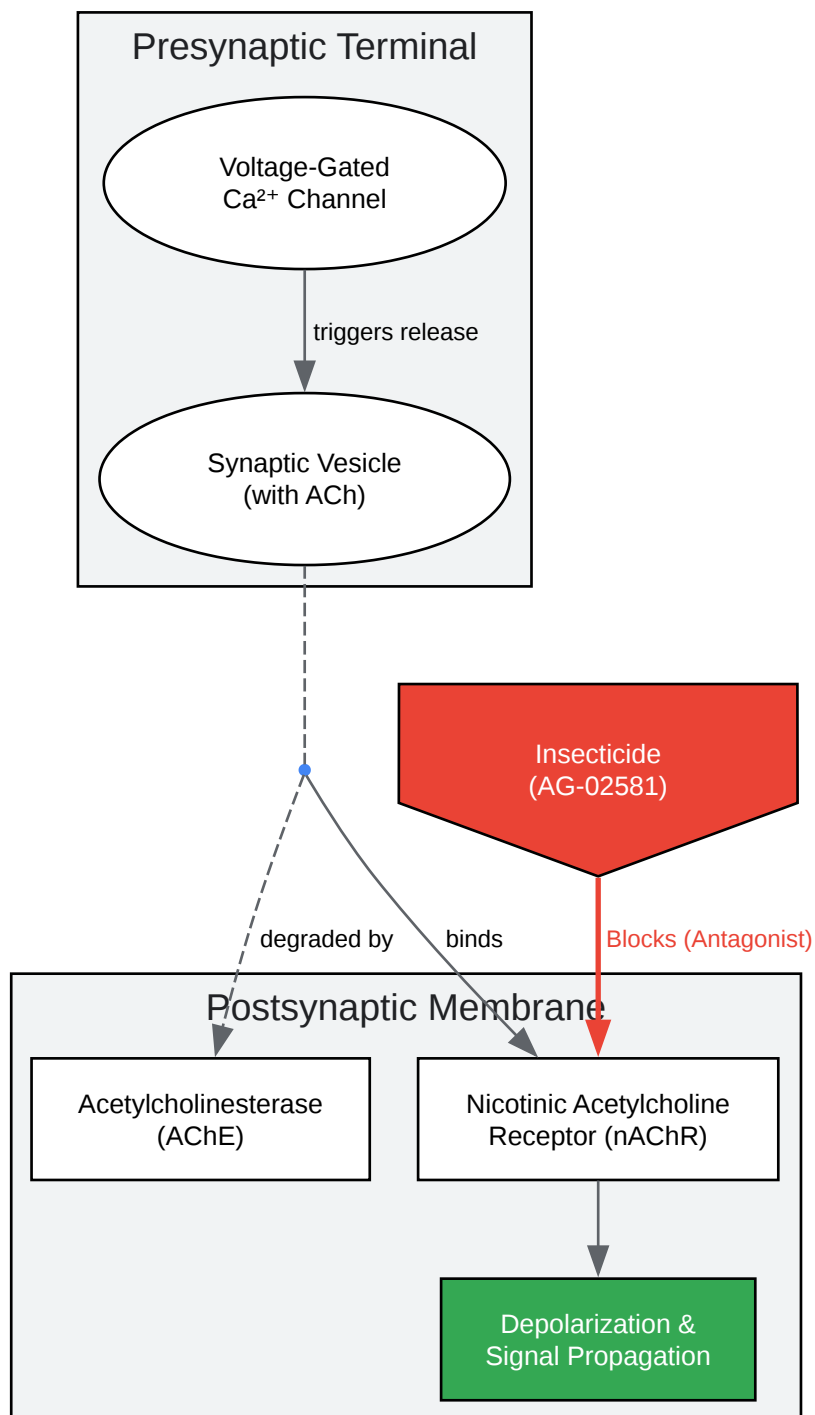 Presynaptic Terminal
Voltage-Gated
Ca²⁺ Channel
triggers release
Synaptic Vesicle
(with ACh)
Insecticide
(AG-02581)
degraded by
binds
Blocks (Antagonist)
Postsynaptic Membrane
Acetylcholinesterase
(AChE)
Nicotinic Acetylcholine
Receptor (nAChR)
Depolarization &
Signal Propagation